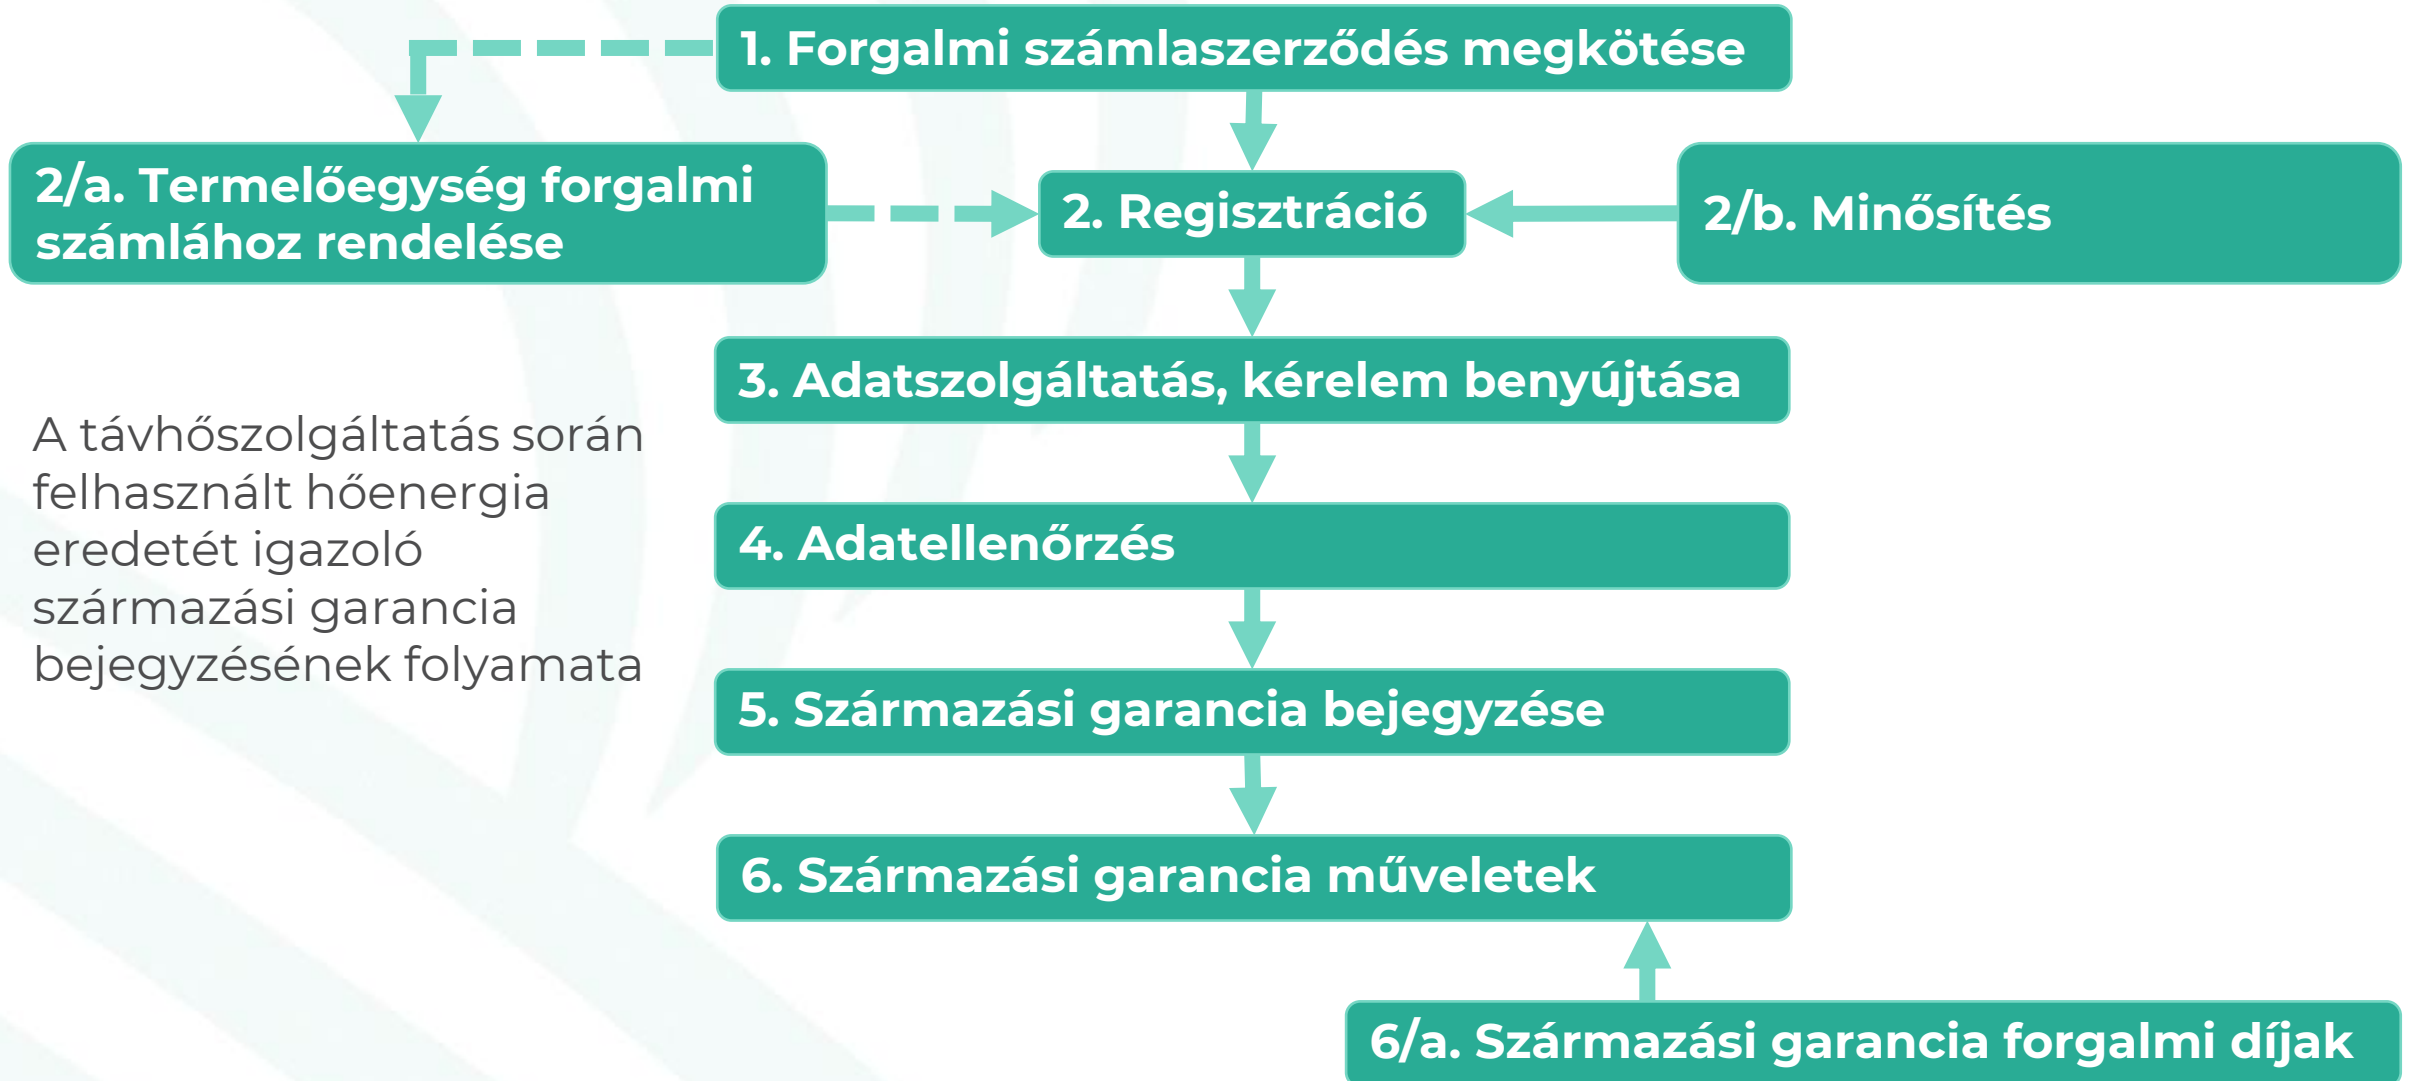 1. Forgalmi számlaszerződés megkötése
2/a. Termelőegység forgalmi
számlához rendelése
2. Regisztráció
2/b. Minősítés
3. Adatszolgáltatás, kérelem benyújtása
A távhőszolgáltatás során
felhasznált hőenergia
eredetét igazoló
származási garancia
bejegyzésének folyamata
4. Adatellenőrzés
5. Származási garancia bejegyzése
6. Származási garancia műveletek
6/a. Származási garancia forgalmi díjak